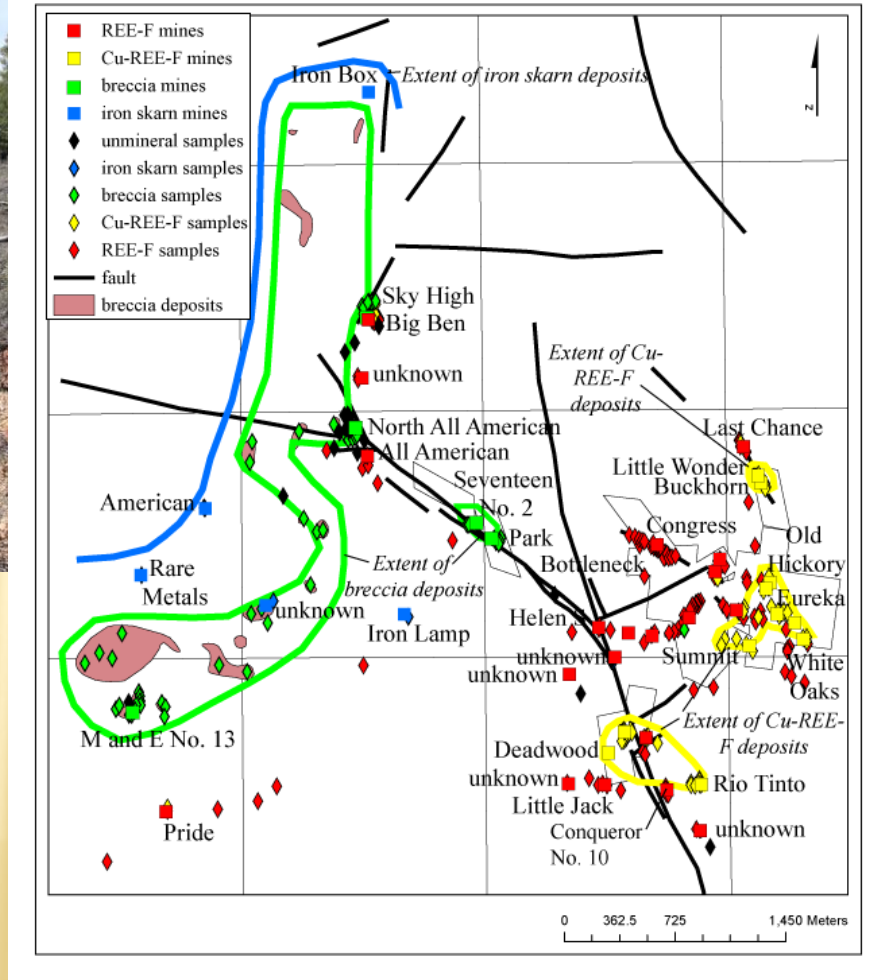 REE-F mines
Cu-REE-F mines
breccia mines
iron skarn mines
unmineral samples
iron skarn samples
breccia samples
Cu-REE-F samples
REE-F samples
fault
breccia deposits
Iron Box
Extent of iron skarn deposits
z
Sky High
Big Ben
unknown
Extent of Cu-
REE-F
deposits
North All American
All American
Last Chance
Little Wonder
Buckhorn
Seventeen
No. 2
American
Park
Congress
Old
Hickory
Rare
Metals
Extent of
breccia deposits
Bottleneck
Eureka
unknown
Iron Lamp
Helen S
unknown
Summit
White
Oaks
unknown
M and E No. 13
Extent of Cu-REE-
F deposits
Deadwood
unknown
Rio Tinto
Little Jack
Pride
Conqueror
No. 10
unknown
0 362.5 725 1,450 Meters